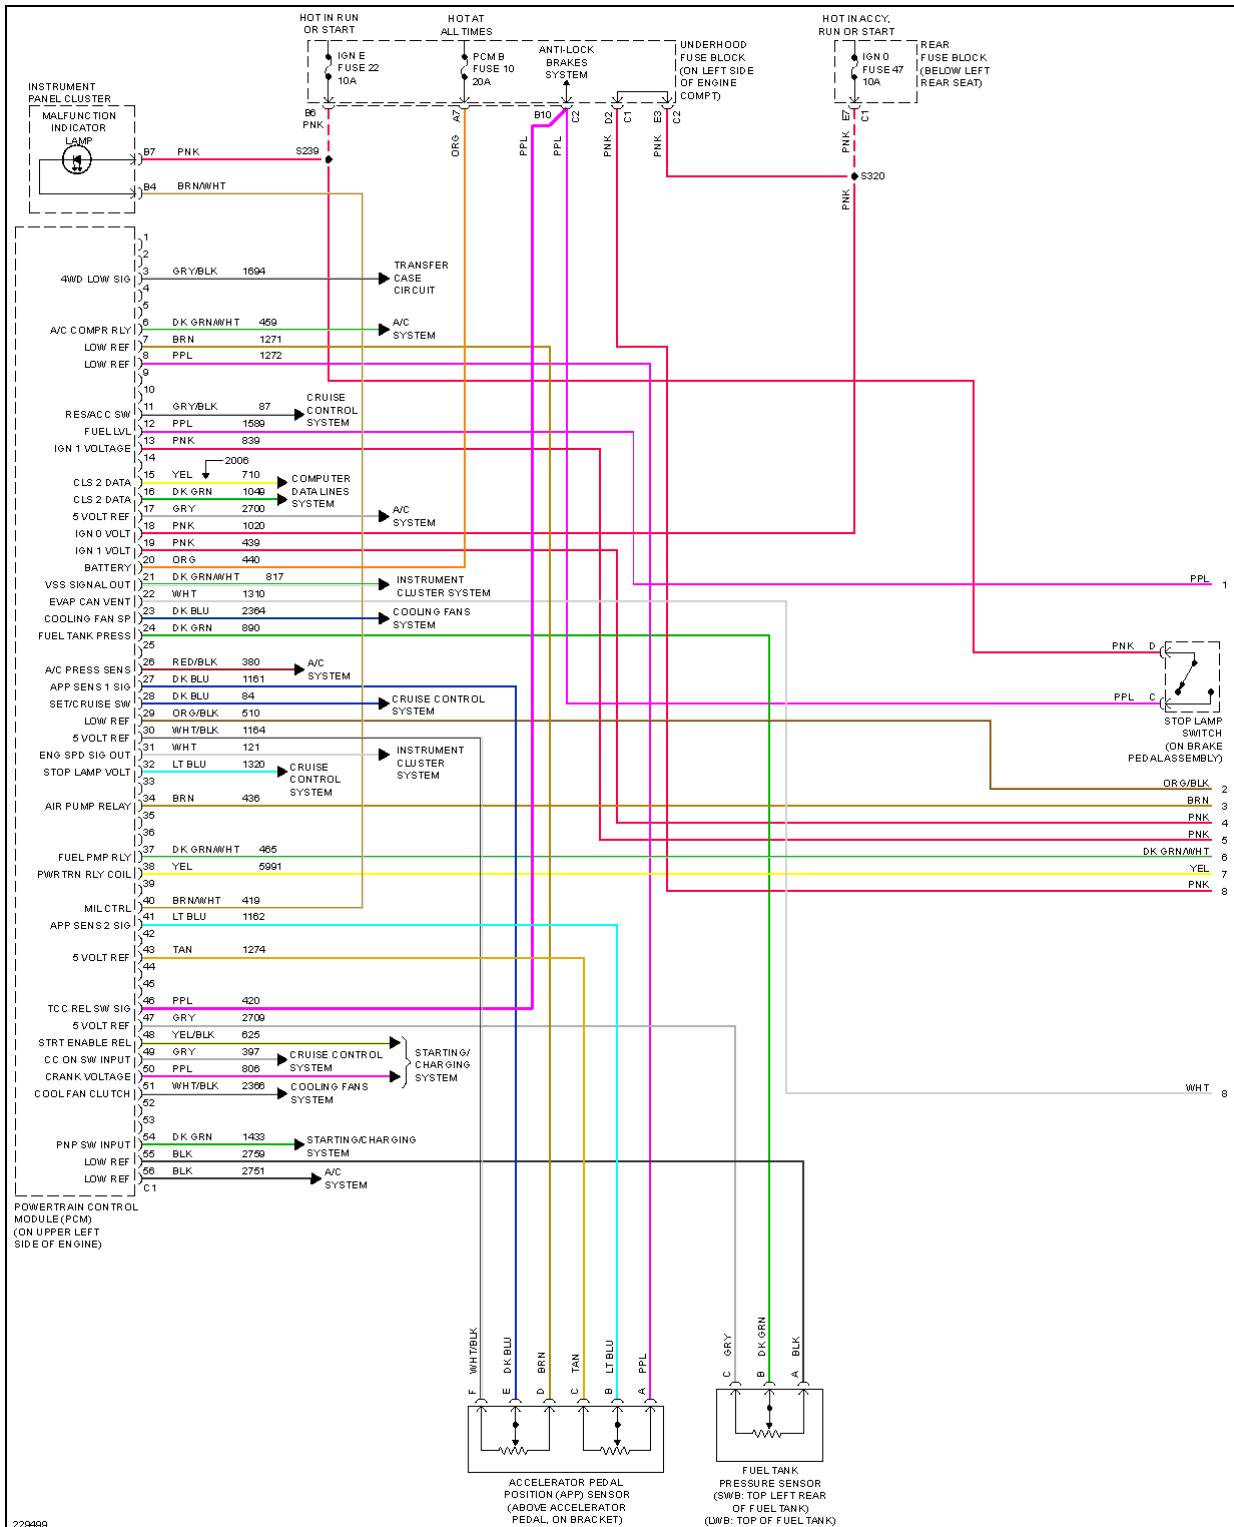 HOT IN RUN
OR START
HOT AT
ALL TIMES
HOT IN ACCY,
RUN OR START
IGN E
FUSE 22
10A
PCM B
FUSE 10
20A
ANTI-LOCK
BRAKES
SYSTEM
UNDERHOOD
FUSE BLOCK
(ON LEFT SIDE
OF ENGINE
COMPT)
IGN 0
FUSE 47
10A
REAR
FUSE BLOCK
(BELOW LEFT
REAR SEAT)
INSTRUMENT
PANEL CLUSTER
MALFUNCTION
INDICATOR
LAMP
B6
PNK
A7
ORG
B10
C2
PPL
PPL
D2
C1
PNK
E3
C2
PNK
E7
C1
PNK
B7 PNK
S239
B4 BRN/WHT
S320
PNK
1
2
4WD LOW SIG 3 GRY/BLK 1694 TRANSFER CASE CIRCUIT
4
5
A/C COMPR RLY 6 DK GRN/WHT 459 A/C SYSTEM
LOW REF 7 BRN 1271
LOW REF 8 PPL 1272
9
10
RES/ACC SW 11 GRY/BLK 87 CRUISE CONTROL SYSTEM
FUEL LVL 12 PPL 1589
IGN 1 VOLTAGE 13 PNK 839
14
2006
CLS 2 DATA 15 YEL 710 COMPUTER DATA LINES SYSTEM
CLS 2 DATA 16 DK GRN 1049
5 VOLT REF 17 GRY 2700 A/C SYSTEM
IGN 0 VOLT 18 PNK 1020
IGN 1 VOLT 19 PNK 439
BATTERY 20 ORG 440
VSS SIGNAL OUT 21 DK GRN/WHT 817 INSTRUMENT CLUSTER SYSTEM
PPL 1
EVAP CAN VENT 22 WHT 1310
COOLING FAN SP 23 DK BLU 2364 COOLING FANS SYSTEM
FUEL TANK PRESS 24 DK GRN 890
25
PNK D
A/C PRESS SENS 26 RED/BLK 380 A/C SYSTEM
APP SENS 1 SIG 27 DK BLU 1161
SET/CRUISE SW 28 DK BLU 84 CRUISE CONTROL SYSTEM
PPL C
STOP LAMP
SWITCH
(ON BRAKE
PEDAL ASSEMBLY)
LOW REF 29 ORG/BLK 510
5 VOLT REF 30 WHT/BLK 1164
ENG SPD SIG OUT 31 WHT 121 INSTRUMENT CLUSTER SYSTEM
STOP LAMP VOLT 32 LT BLU 1320 CRUISE CONTROL SYSTEM
33
ORG/BLK 2
AIR PUMP RELAY 34 BRN 436
BRN 3
35
PNK 4
36
PNK 5
FUEL PMP RLY 37 DK GRN/WHT 465
DK GRN/WHT 6
PWRTRN RLY COIL 38 YEL 5991
YEL 7
39
PNK 8
MIL CTRL 40 BRN/WHT 419
APP SENS 2 SIG 41 LT BLU 1162
42
5 VOLT REF 43 TAN 1274
44
45
TCC REL SW SIG 46 PPL 420
5 VOLT REF 47 GRY 2709
STRT ENABLE REL 48 YEL/BLK 625
CC ON SW INPUT 49 GRY 397 CRUISE CONTROL SYSTEM
STARTING/
CHARGING
SYSTEM
CRANK VOLTAGE 50 PPL 806
COOL FAN CLUTCH 51 WHT/BLK 2366 COOLING FANS SYSTEM
WHT 8
52
53
PNP SW INPUT 54 DK GRN 1433 STARTING/CHARGING SYSTEM
LOW REF 55 BLK 2759
LOW REF 56 BLK 2751 A/C SYSTEM
C1
POWERTRAIN CONTROL
MODULE (PCM)
(ON UPPER LEFT
SIDE OF ENGINE)
F WHT/BLK
E DK BLU
D BRN
C TAN
B LT BLU
A PPL
C GRY
B DK GRN
A BLK
ACCELERATOR PEDAL
POSITION (APP) SENSOR
(ABOVE ACCELERATOR
PEDAL, ON BRACKET)
FUEL TANK
PRESSURE SENSOR
(SWB: TOP LEFT REAR
OF FUEL TANK)
(LWB: TOP OF FUEL TANK)
229499